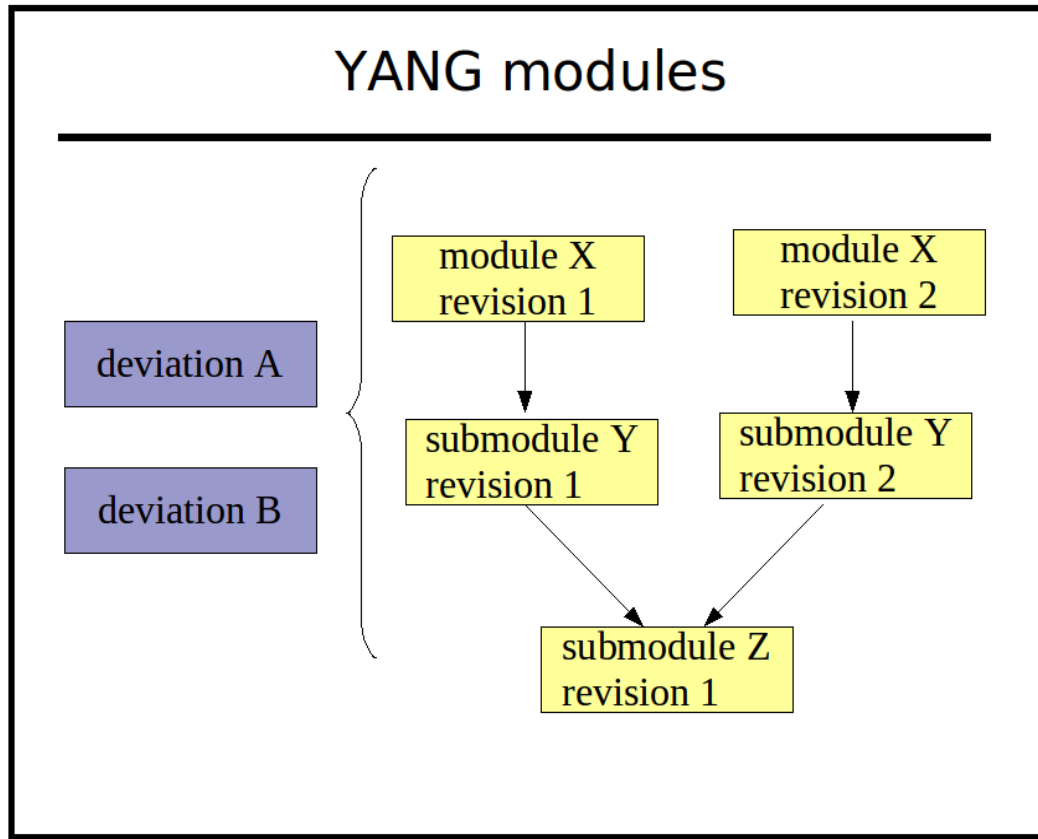 YANG modules
module X
revision 1
module X
revision 2
deviation A
submodule Y
revision 1
submodule Y
revision 2
deviation B
submodule Z
revision 1